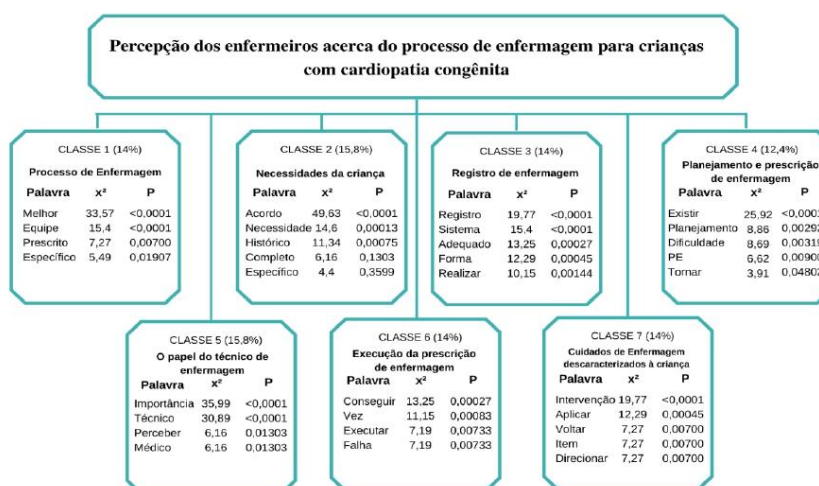 Percepção dos enfermeiros acerca do processo de enfermagem para crianças
com cardiopatia congênita
CLASSE 1 (14%)
Processo de Enfermagem
Palavra x² P
Melhor 33,57 <0,0001
Equipe 15,4 <0,0001
Prescrito 7,27 0,00700
Específico 5,49 0,01907
CLASSE 2 (15,8%)
Necessidades da criança
Palavra x² P
Acordo 49,63 <0,0001
Necessidade 14,6 0,00013
Histórico 11,34 0,00075
Completo 6,16 0,1303
Específico 4,4 0,3599
CLASSE 3 (14%)
Registro de enfermagem
Palavra x² P
Registro 19,77 <0,0001
Sistema 15,4 <0,0001
Adequado 13,25 0,00027
Forma 12,29 0,00045
Realizar 10,15 0,00144
CLASSE 4 (12,4%)
Planejamento e prescrição
de enfermagem
Palavra x² P
Existir 25,92 <0,0001
Planejamento 8,86 0,00292
Dificuldade 8,69 0,00319
PE 6,62 0,00900
Tornar 3,91 0,04802
CLASSE 5 (15,8%)
O papel do técnico de
enfermagem
Palavra x² P
Importância 35,99 <0,0001
Técnico 30,89 <0,0001
Perceber 6,16 0,01303
Médico 6,16 0,01303
CLASSE 6 (14%)
Execução da prescrição
de enfermagem
Palavra x² P
Conseguir 13,25 0,00027
Vez 11,15 0,00083
Executar 7,19 0,00733
Falha 7,19 0,00733
CLASSE 7 (14%)
Cuidados de Enfermagem
descaracterizados à criança
Palavra x² P
Intervenção 19,77 <0,0001
Aplicar 12,29 0,00045
Voltar 7,27 0,00700
Item 7,27 0,00700
Direcionar 7,27 0,00700